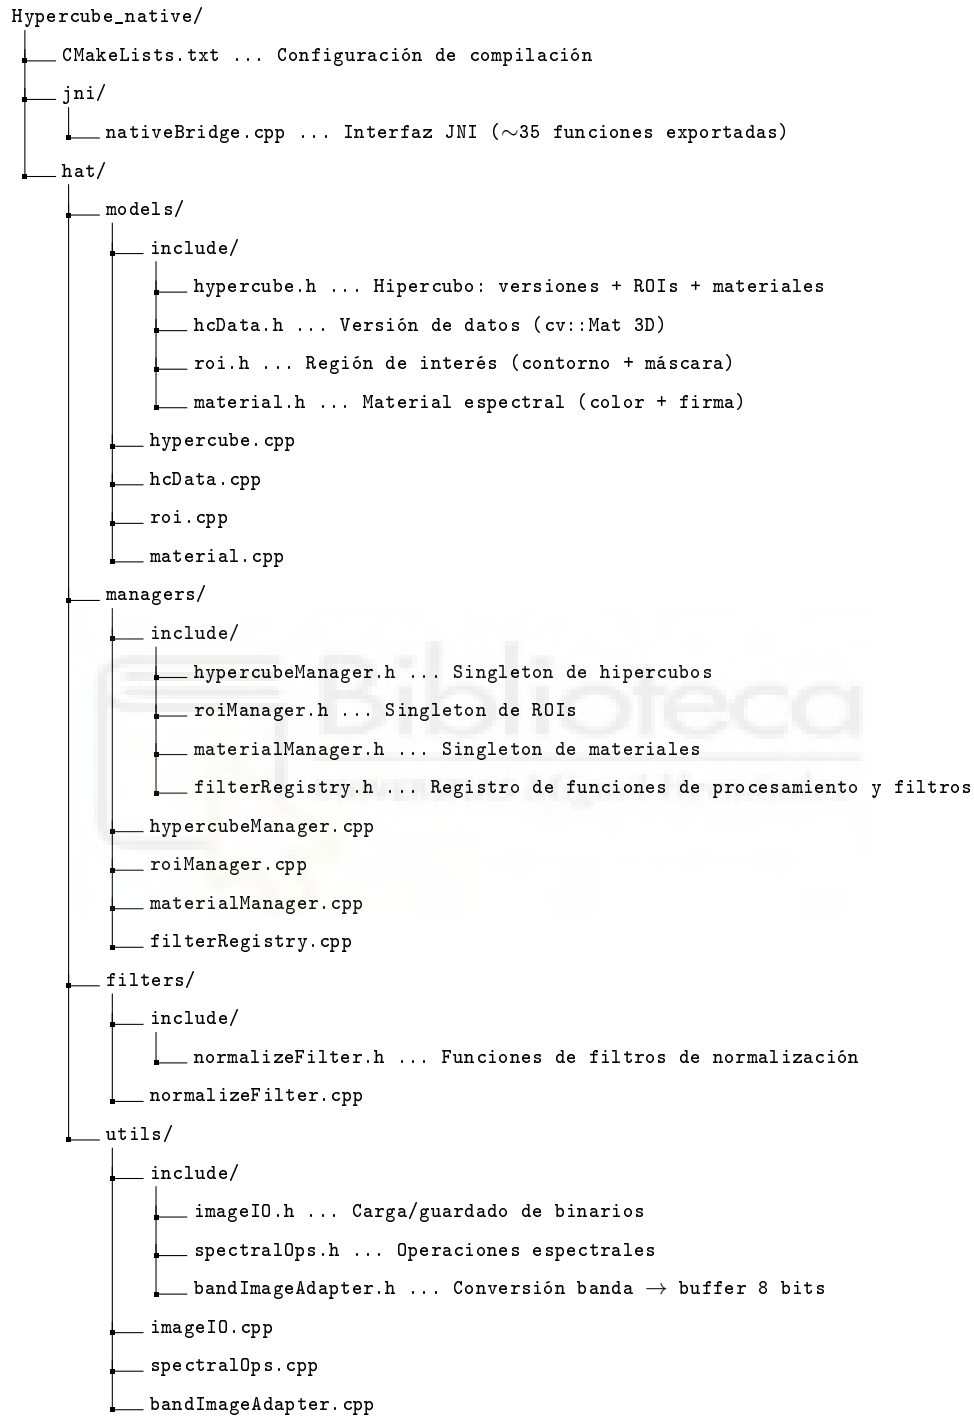 Hypercube_native/
CMakeLists.txt ... Configuración de compilación
jni/
nativeBridge.cpp ... Interfaz JNI (∼35 funciones exportadas)
hat/
models/
include/
hypercube.h ... Hipercubo: versiones + ROIs + materiales
hcData.h ... Versión de datos (cv::Mat 3D)
roi.h ... Región de interés (contorno + máscara)
material.h ... Material espectral (color + firma)
hypercube.cpp
hcData.cpp
roi.cpp
material.cpp
managers/
include/
hypercubeManager.h ... Singleton de hipercubos
roiManager.h ... Singleton de ROIs
materialManager.h ... Singleton de materiales
filterRegistry.h ... Registro de funciones de procesamiento y filtros
hypercubeManager.cpp
roiManager.cpp
materialManager.cpp
filterRegistry.cpp
filters/
include/
normalizeFilter.h ... Funciones de filtros de normalización
normalizeFilter.cpp
utils/
include/
imageIO.h ... Carga/guardado de binarios
spectralOps.h ... Operaciones espectrales
bandImageAdapter.h ... Conversión banda → buffer 8 bits
imageIO.cpp
spectralOps.cpp
bandImageAdapter.cpp
Biblioteca